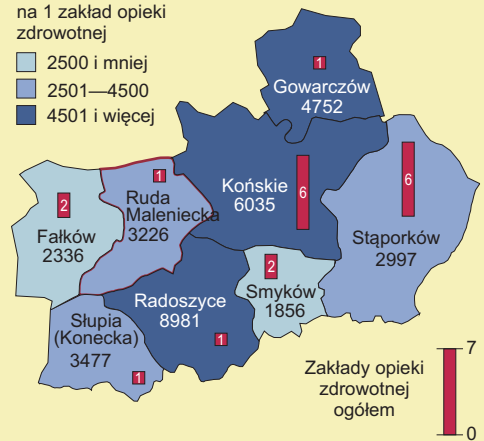 na 1 zakład opieki
zdrowotnej
2500 i mniej
2501—4500
4501 i więcej
1
Gowarczów
4752
2
Fałków
2336
1
Ruda
Maleniecka
3226
Końskie
6035
6
6
Stąporków
2997
2
Smyków
1856
Radoszyce
8981
1
Słupia
(Konecka)
3477
1
Zakłady opieki
zdrowotnej
ogółem
7
0